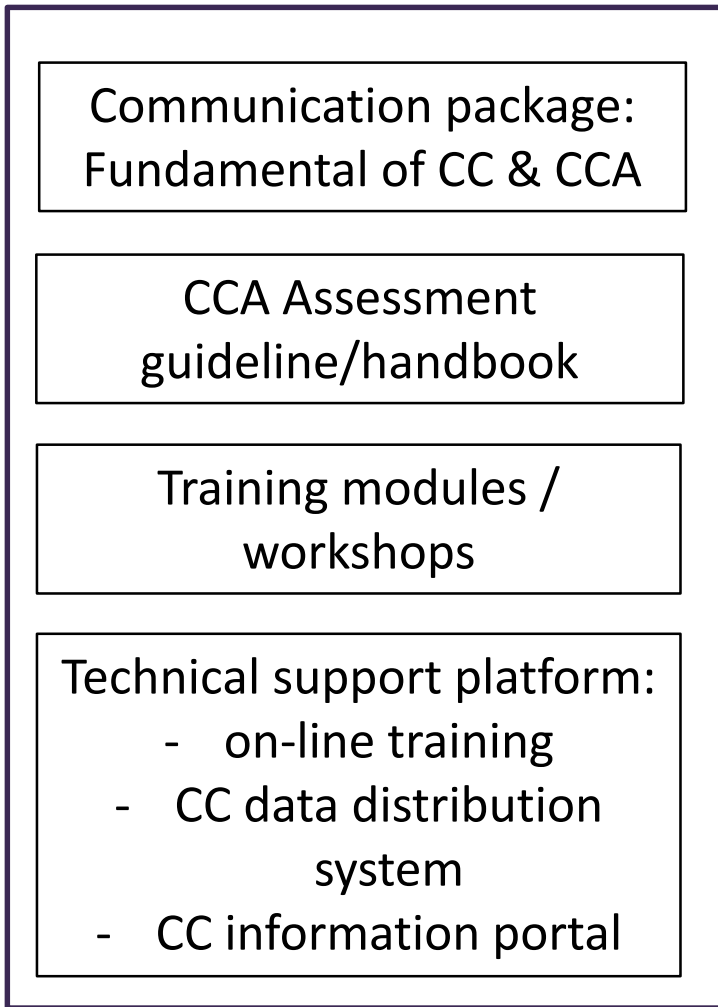 Communication package:
Fundamental of CC & CCA
CCA Assessment
guideline/handbook
Training modules /
workshops
Technical support platform:
- on-line training
- CC data distribution
system
- CC information portal